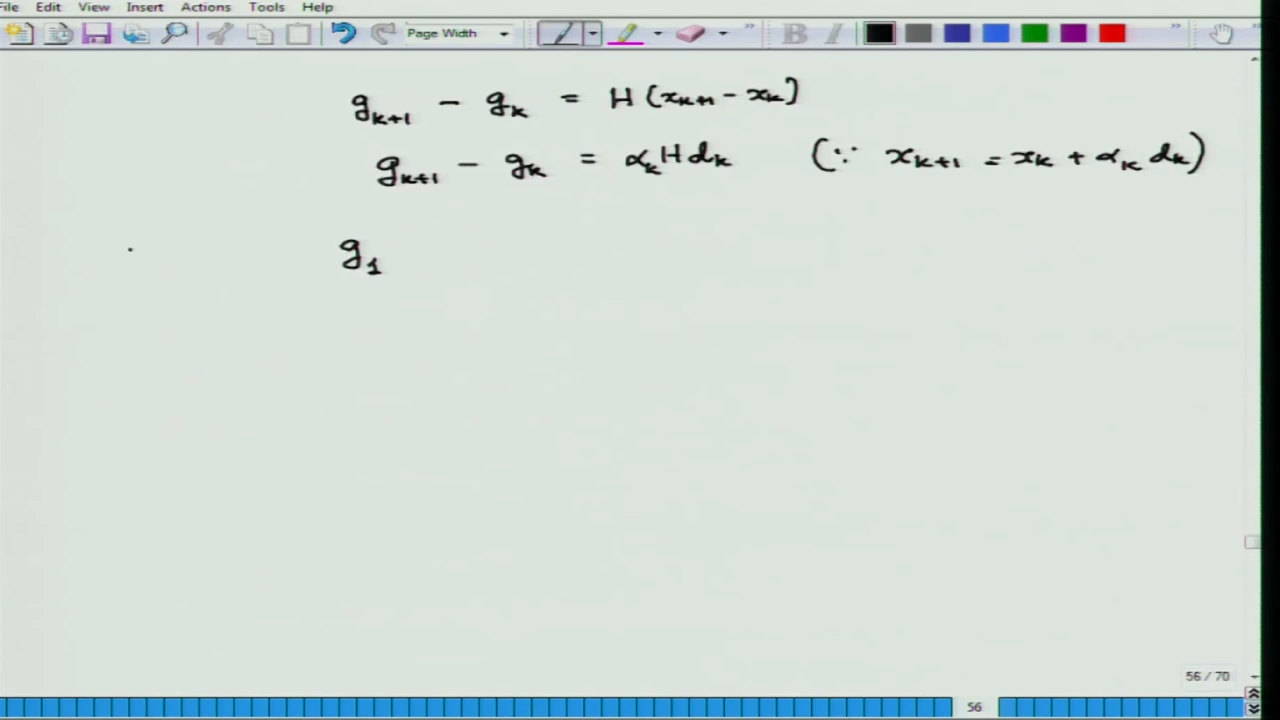 File Edit View Insert Actions Tools Help
Page Width
g_{k+1} - g_k = H(x_{k+1} - x_k)
g_{k+1} - g_k = α_k H d_k (∵ x_{k+1} = x_k + α_k d_k)
g_1
56 / 70
56